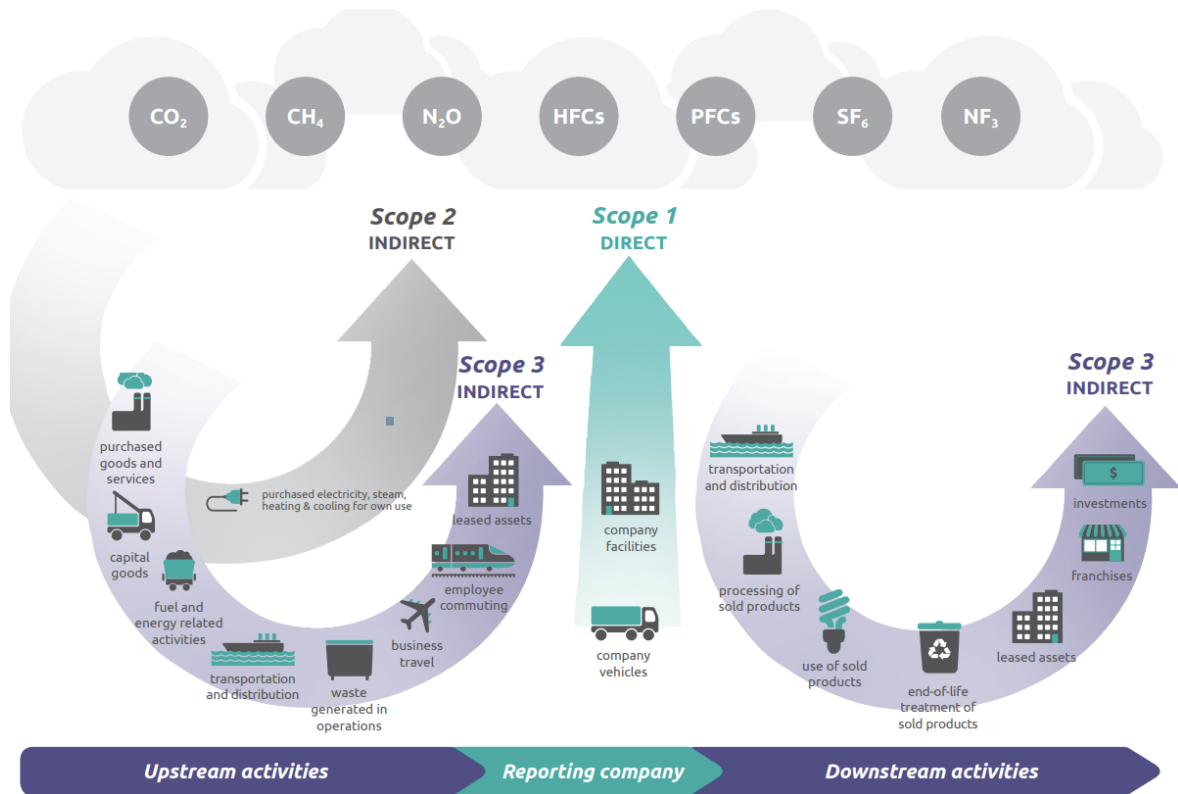 CO₂
CH₄
N₂O
HFCs
PFCs
SF₆
NF₃
Scope 2
INDIRECT
Scope 1
DIRECT
Scope 3
INDIRECT
Scope 3
INDIRECT
purchased
goods and
services
capital
goods
fuel and
energy related
activities
transportation
and distribution
waste
generated in
operations
business
travel
employee
commuting
leased assets
purchased electricity, steam,
heating & cooling for own use
company
facilities
company
vehicles
transportation
and distribution
processing of
sold products
use of sold
products
end-of-life
treatment of
sold products
leased assets
franchises
$
investments
Upstream activities
Reporting company
Downstream activities